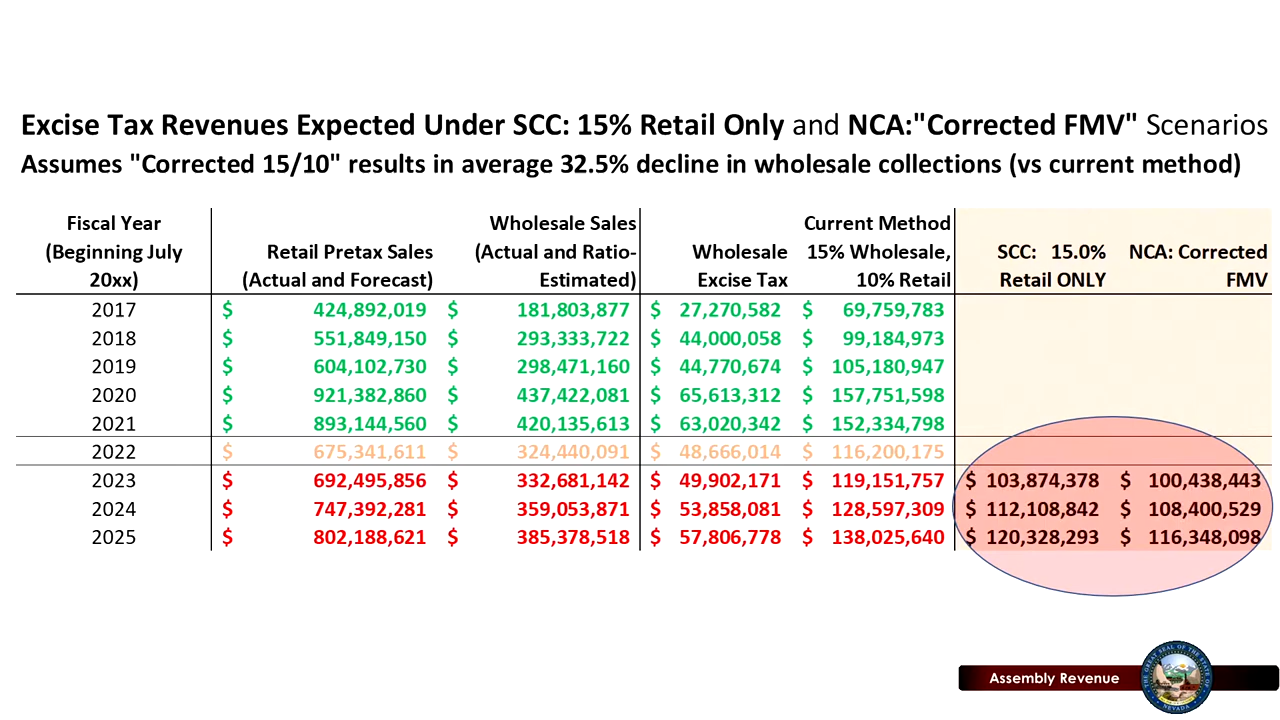 Excise Tax Revenues Expected Under SCC: 15% Retail Only and NCA:"Corrected FMV" Scenarios
Assumes "Corrected 15/10" results in average 32.5% decline in wholesale collections (vs current method)
Fiscal Year (Beginning July 20xx) Retail Pretax Sales (Actual and Forecast) Wholesale Sales (Actual and Ratio-Estimated) Wholesale Excise Tax Current Method 15% Wholesale, 10% Retail SCC: 15.0% Retail ONLY NCA: Corrected FMV
2017 $ 424,892,019 $ 181,803,877 $ 27,270,582 $ 69,759,783
2018 $ 551,849,150 $ 293,333,722 $ 44,000,058 $ 99,184,973
2019 $ 604,102,730 $ 298,471,160 $ 44,770,674 $ 105,180,947
2020 $ 921,382,860 $ 437,422,081 $ 65,613,312 $ 157,751,598
2021 $ 893,144,560 $ 420,135,613 $ 63,020,342 $ 152,334,798
2022 $ 675,341,611 $ 324,440,091 $ 48,666,014 $ 116,200,175
2023 $ 692,495,856 $ 332,681,142 $ 49,902,171 $ 119,151,757 $ 103,874,378 $ 100,438,443
2024 $ 747,392,281 $ 359,053,871 $ 53,858,081 $ 128,597,309 $ 112,108,842 $ 108,400,529
2025 $ 802,188,621 $ 385,378,518 $ 57,806,778 $ 138,025,640 $ 120,328,293 $ 116,348,098
Assembly Revenue
THE GREAT SEAL OF THE STATE OF NEVADA